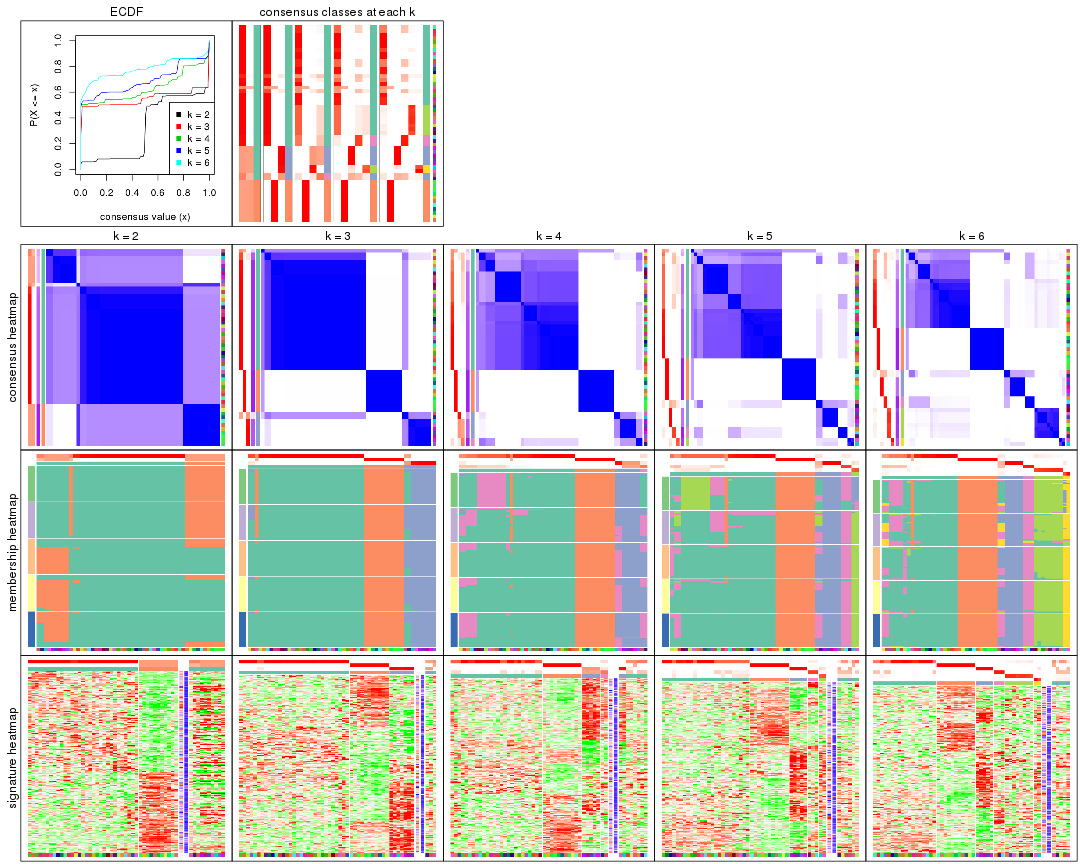 ECDF
consensus classes at each k
P(X <= x)
0.0
0.2
0.4
0.6
0.8
1.0
k = 2
k = 3
k = 4
k = 5
k = 6
0.0 0.2 0.4 0.6 0.8 1.0
consensus value (x)
k = 2
k = 3
k = 4
k = 5
k = 6
consensus heatmap
membership heatmap
signature heatmap